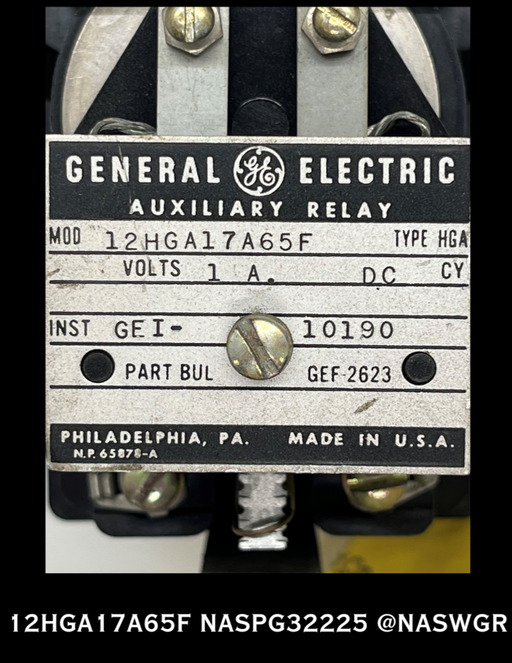 GENERAL GE ELECTRIC
AUXILIARY RELAY
MOD 12HGA17A65F TYPE HGA
VOLTS 1 A. DC CY
INST GEI- 10190
PART BUL GEF-2623
PHILADELPHIA, PA. MADE IN U.S.A.
N.P. 65878-A
12HGA17A65F NASPG32225 @NASWGR